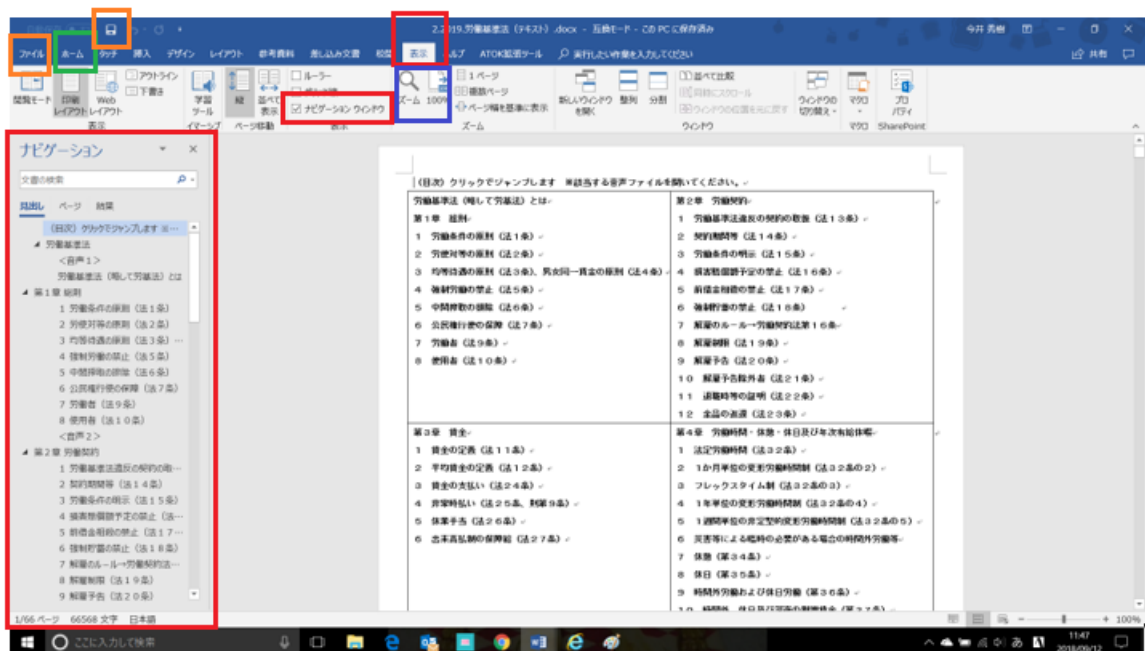 2.2019.労働基準法（テキスト）.docx - 互換モード - この PC に保存済み
今井 秀樹
ファイル ホーム タッチ 挿入 デザイン レイアウト 参考資料 差し込み文書 校閲 表示 ヘルプ ATOK拡張ツール 実行したい作業を入力してください 共有
閲覧モード 印刷レイアウト Webレイアウト アウトライン 下書き 学習ツール 縦 並べて表示 ルーラー ナビゲーション ウィンドウ ズーム 100% 1 ページ 複数ページ ページ幅を基準に表示 新しいウィンドウを開く 整列 分割 並べて比較 同時にスクロール ウィンドウの位置を元に戻す ウィンドウの切り替え マクロ プロパティ
表示 イマーシブ ページ移動 表示 ズーム ウィンドウ マクロ SharePoint
ナビゲーション
文書の検索
見出し ページ 結果
（目次）クリックでジャンプします ※…
労働基準法
＜音声１＞
労働基準法（略して労基法）とは
第１章 総則
1 労働条件の原則（法１条）
2 労使対等の原則（法２条）
3 均等待遇の原則（法３条）…
4 強制労働の禁止（法５条）
5 中間搾取の排除（法６条）
6 公民権行使の保障（法７条）
7 労働者（法９条）
8 使用者（法１０条）
＜音声２＞
第２章 労働契約
1 労働基準法違反の契約の取…
2 契約期間等（法１４条）
3 労働条件の明示（法１５条）
4 損害賠償額予定の禁止（法…
5 前借金相殺の禁止（法１７…
6 強制貯蓄の禁止（法１８条）
7 解雇のルール→労働契約法…
8 解雇制限（法１９条）
9 解雇予告（法２０条）
（目次）クリックでジャンプします ※該当する音声ファイルを開いてください。
労働基準法（略して労基法）とは
第１章 総則
１ 労働条件の原則（法１条）
２ 労使対等の原則（法２条）
３ 均等待遇の原則（法３条）、男女同一賃金の原則（法４条）
４ 強制労働の禁止（法５条）
５ 中間搾取の排除（法６条）
６ 公民権行使の保障（法７条）
７ 労働者（法９条）
８ 使用者（法１０条）
第２章 労働契約
１ 労働基準法違反の契約の取扱（法１３条）
２ 契約期間等（法１４条）
３ 労働条件の明示（法１５条）
４ 損害賠償額予定の禁止（法１６条）
５ 前借金相殺の禁止（法１７条）
６ 強制貯蓄の禁止（法１８条）
７ 解雇のルール→労働契約法第１６条
８ 解雇制限（法１９条）
９ 解雇予告（法２０条）
１０ 解雇予告除外者（法２１条）
１１ 退職時等の証明（法２２条）
１２ 金品の返還（法２３条）
第３章 賃金
１ 賃金の定義（法１１条）
２ 平均賃金の定義（法１２条）
３ 賃金の支払い（法２４条）
４ 非常時払い（法２５条、則第９条）
５ 休業手当（法２６条）
６ 出来高払制の保障給（法２７条）
第４章 労働時間・休憩・休日及び年次有給休暇
１ 法定労働時間（法３２条）
２ １か月単位の変形労働時間制（法３２条の２）
３ フレックスタイム制（法３２条の３）
４ １年単位の変形労働時間制（法３２条の４）
５ １週間単位の非定型的変形労働時間制（法３２条の５）
６ 災害等による臨時の必要がある場合の時間外労働等
７ 休憩（第３４条）
８ 休日（第３５条）
９ 時間外労働および休日労働（第３６条）
1/66 ページ 66568 文字 日本語 100%
ここに入力して検索
あ
11:47
2018/09/12